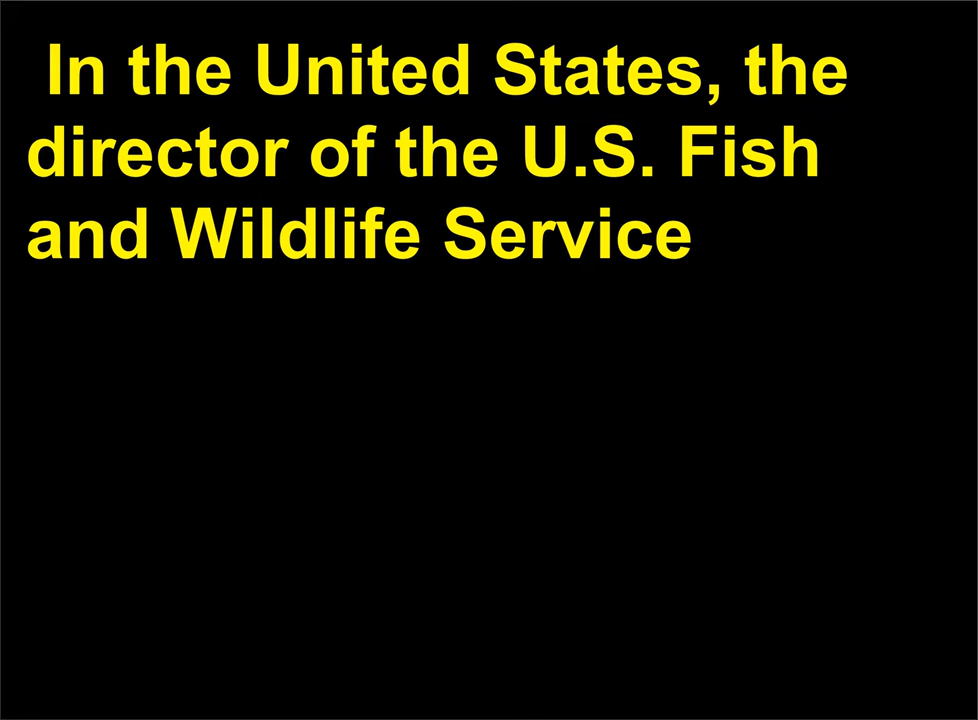 In the United States, the
director of the U.S. Fish
and Wildlife Service